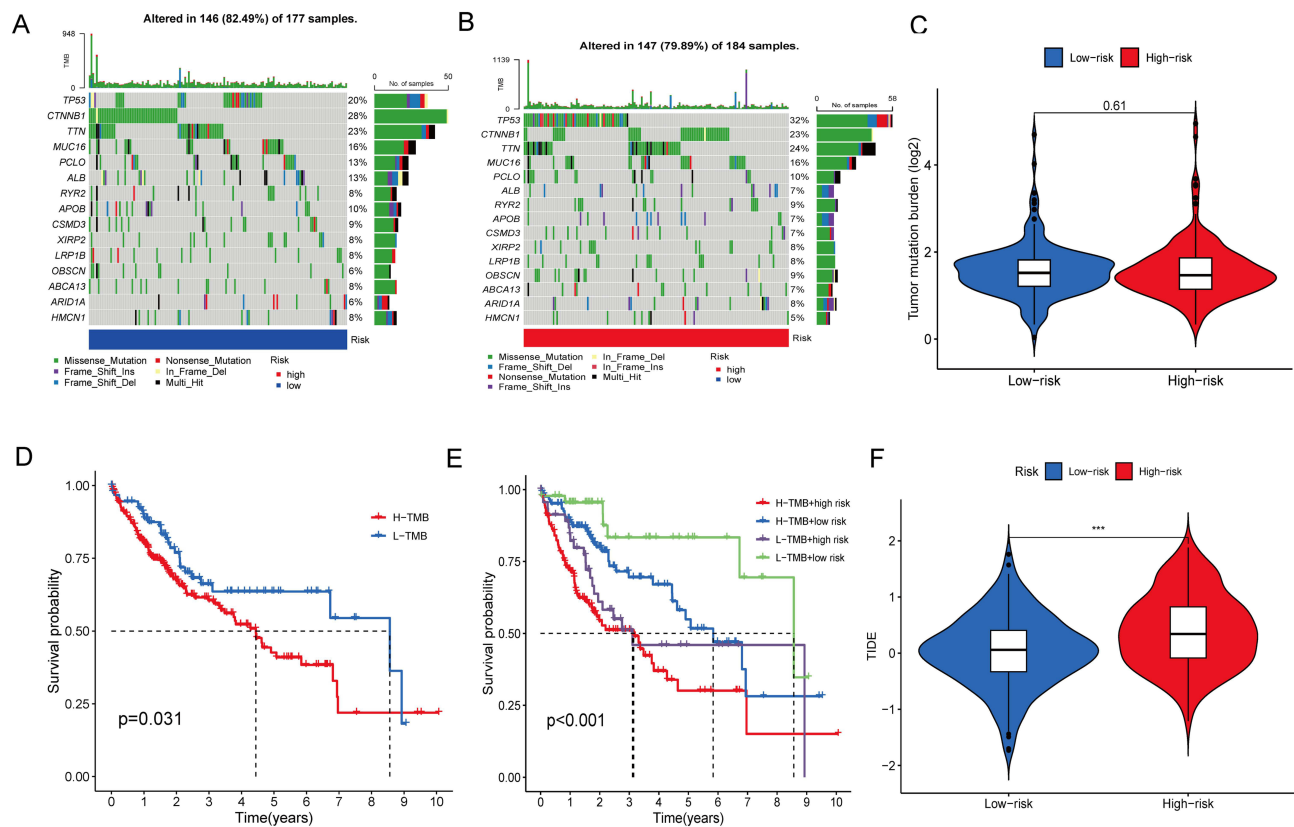 A
Altered in 146 (82.49%) of 177 samples.
948
0
TMB
0 50
No. of samples
TP53 20%
CTNNB1 28%
TTN 23%
MUC16 16%
PCLO 13%
ALB 13%
RYR2 8%
APOB 10%
CSMD3 9%
XIRP2 8%
LRP1B 8%
OBSCN 6%
ABCA13 8%
ARID1A 6%
HMCN1 8%
Risk
Missense_Mutation Nonsense_Mutation Risk
Frame_Shift_Ins In_Frame_Del high
Frame_Shift_Del Multi_Hit low
B
Altered in 147 (79.89%) of 184 samples.
1139
0
TMB
0 58
No. of samples
TP53 32%
CTNNB1 23%
TTN 24%
MUC16 16%
PCLO 10%
ALB 7%
RYR2 9%
APOB 7%
CSMD3 7%
XIRP2 8%
LRP1B 8%
OBSCN 9%
ABCA13 7%
ARID1A 8%
HMCN1 5%
Risk
Missense_Mutation In_Frame_Del Risk
Frame_Shift_Del In_Frame_Ins high
Nonsense_Mutation Multi_Hit low
Frame_Shift_Ins
C
Low-risk High-risk
0.61
Tumor mutation burden (log2)
4
2
0
Low-risk High-risk
D
H-TMB
L-TMB
Survival probability
1.00
0.75
0.50
0.25
0.00
p=0.031
0 1 2 3 4 5 6 7 8 9 10
Time(years)
E
H-TMB+high risk
H-TMB+low risk
L-TMB+high risk
L-TMB+low risk
Survival probability
1.00
0.75
0.50
0.25
0.00
p<0.001
0 1 2 3 4 5 6 7 8 9 10
Time(years)
F
Risk Low-risk High-risk
***
TIDE
2
1
0
-1
-2
Low-risk High-risk